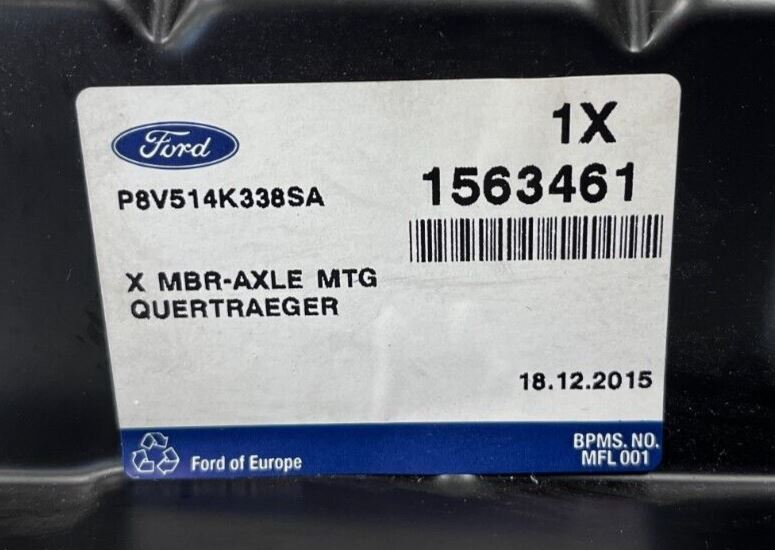 Ford
1X
P8V514K338SA
1563461
X MBR-AXLE MTG
QUERTRAEGER
18.12.2015
Ford of Europe
BPMS. NO.
MFL 001